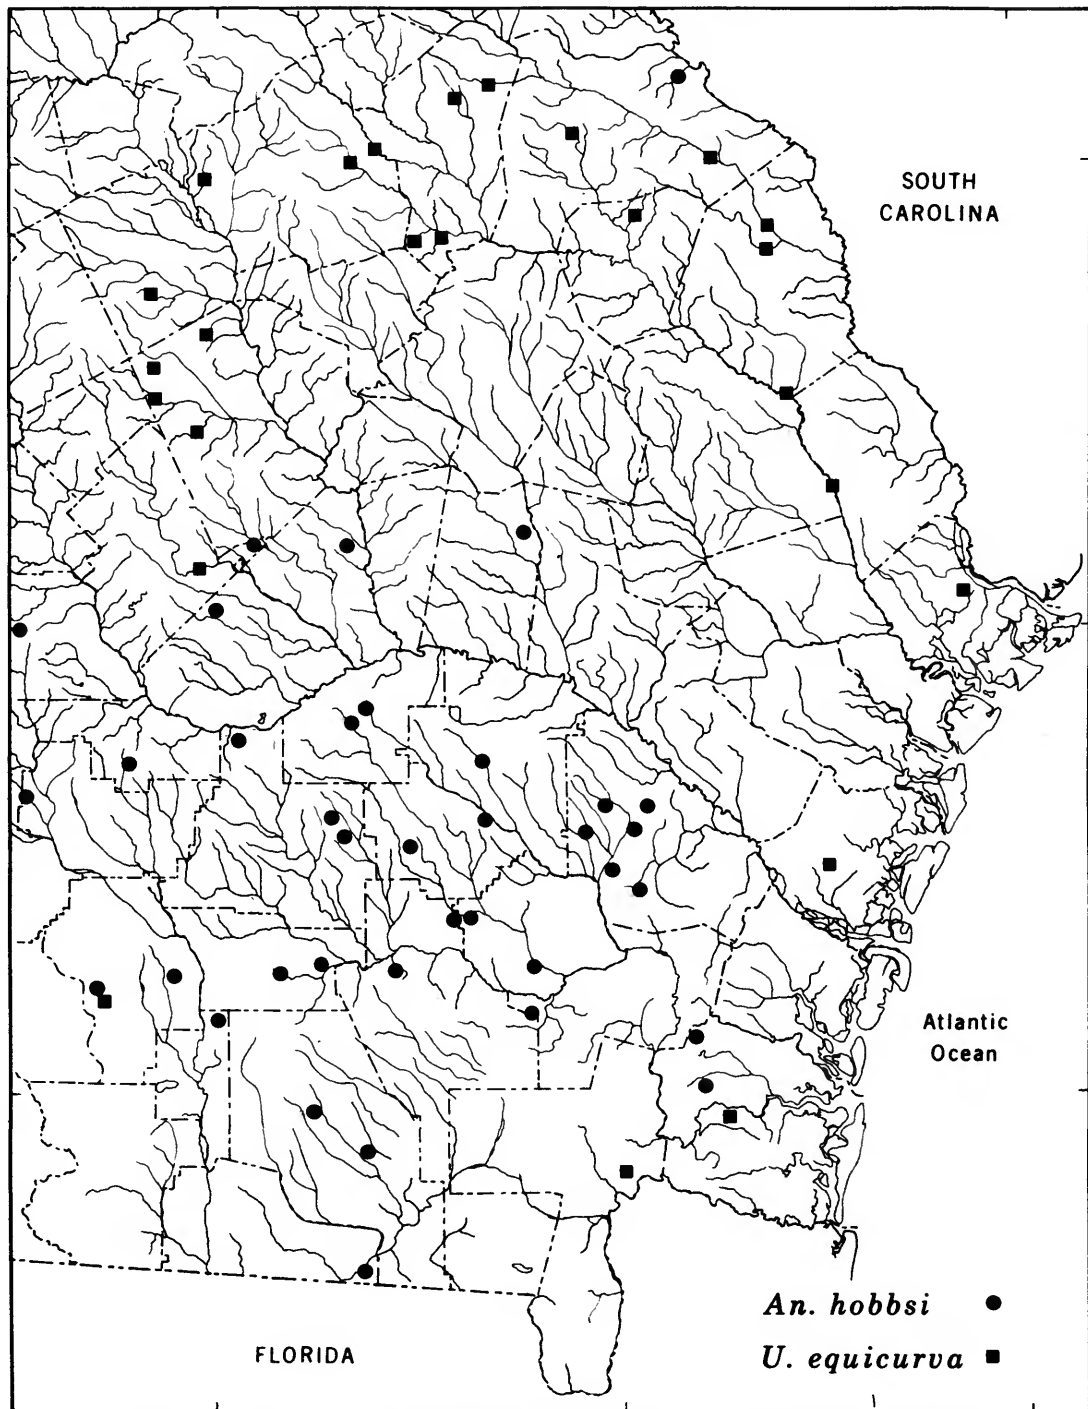 SOUTH
CAROLINA
Atlantic
Ocean
An. hobbsi
U. equicurva
FLORIDA